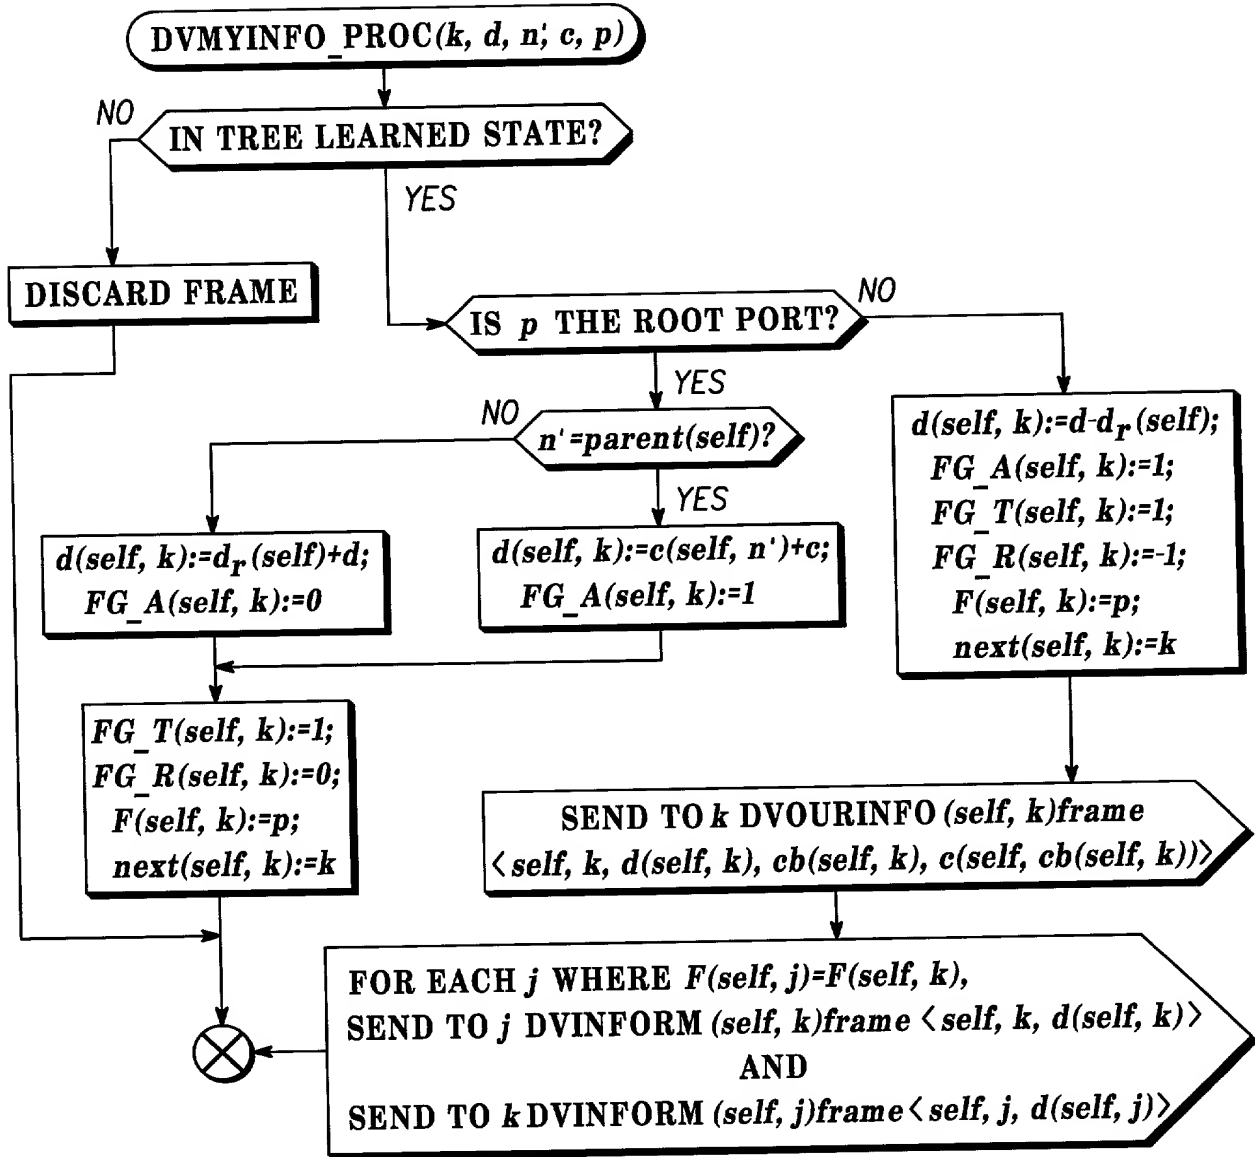 DVMYINFO_PROC(k, d, n', c, p)
NO
IN TREE LEARNED STATE?
YES
DISCARD FRAME
IS p THE ROOT PORT?
NO
YES
NO
n'=parent(self)?
YES
d(self, k):=d-dr(self);
FG_A(self, k):=1;
FG_T(self, k):=1;
FG_R(self, k):=-1;
F(self, k):=p;
next(self, k):=k
d(self, k):=dr(self)+d;
FG_A(self, k):=0
d(self, k):=c(self, n')+c;
FG_A(self, k):=1
FG_T(self, k):=1;
FG_R(self, k):=0;
F(self, k):=p;
next(self, k):=k
SEND TO k DVOURINFO (self, k)frame
〈self, k, d(self, k), cb(self, k), c(self, cb(self, k))〉
FOR EACH j WHERE F(self, j)=F(self, k),
SEND TO j DVINFORM (self, k)frame 〈self, k, d(self, k)〉
AND
SEND TO k DVINFORM (self, j)frame〈self, j, d(self, j)〉